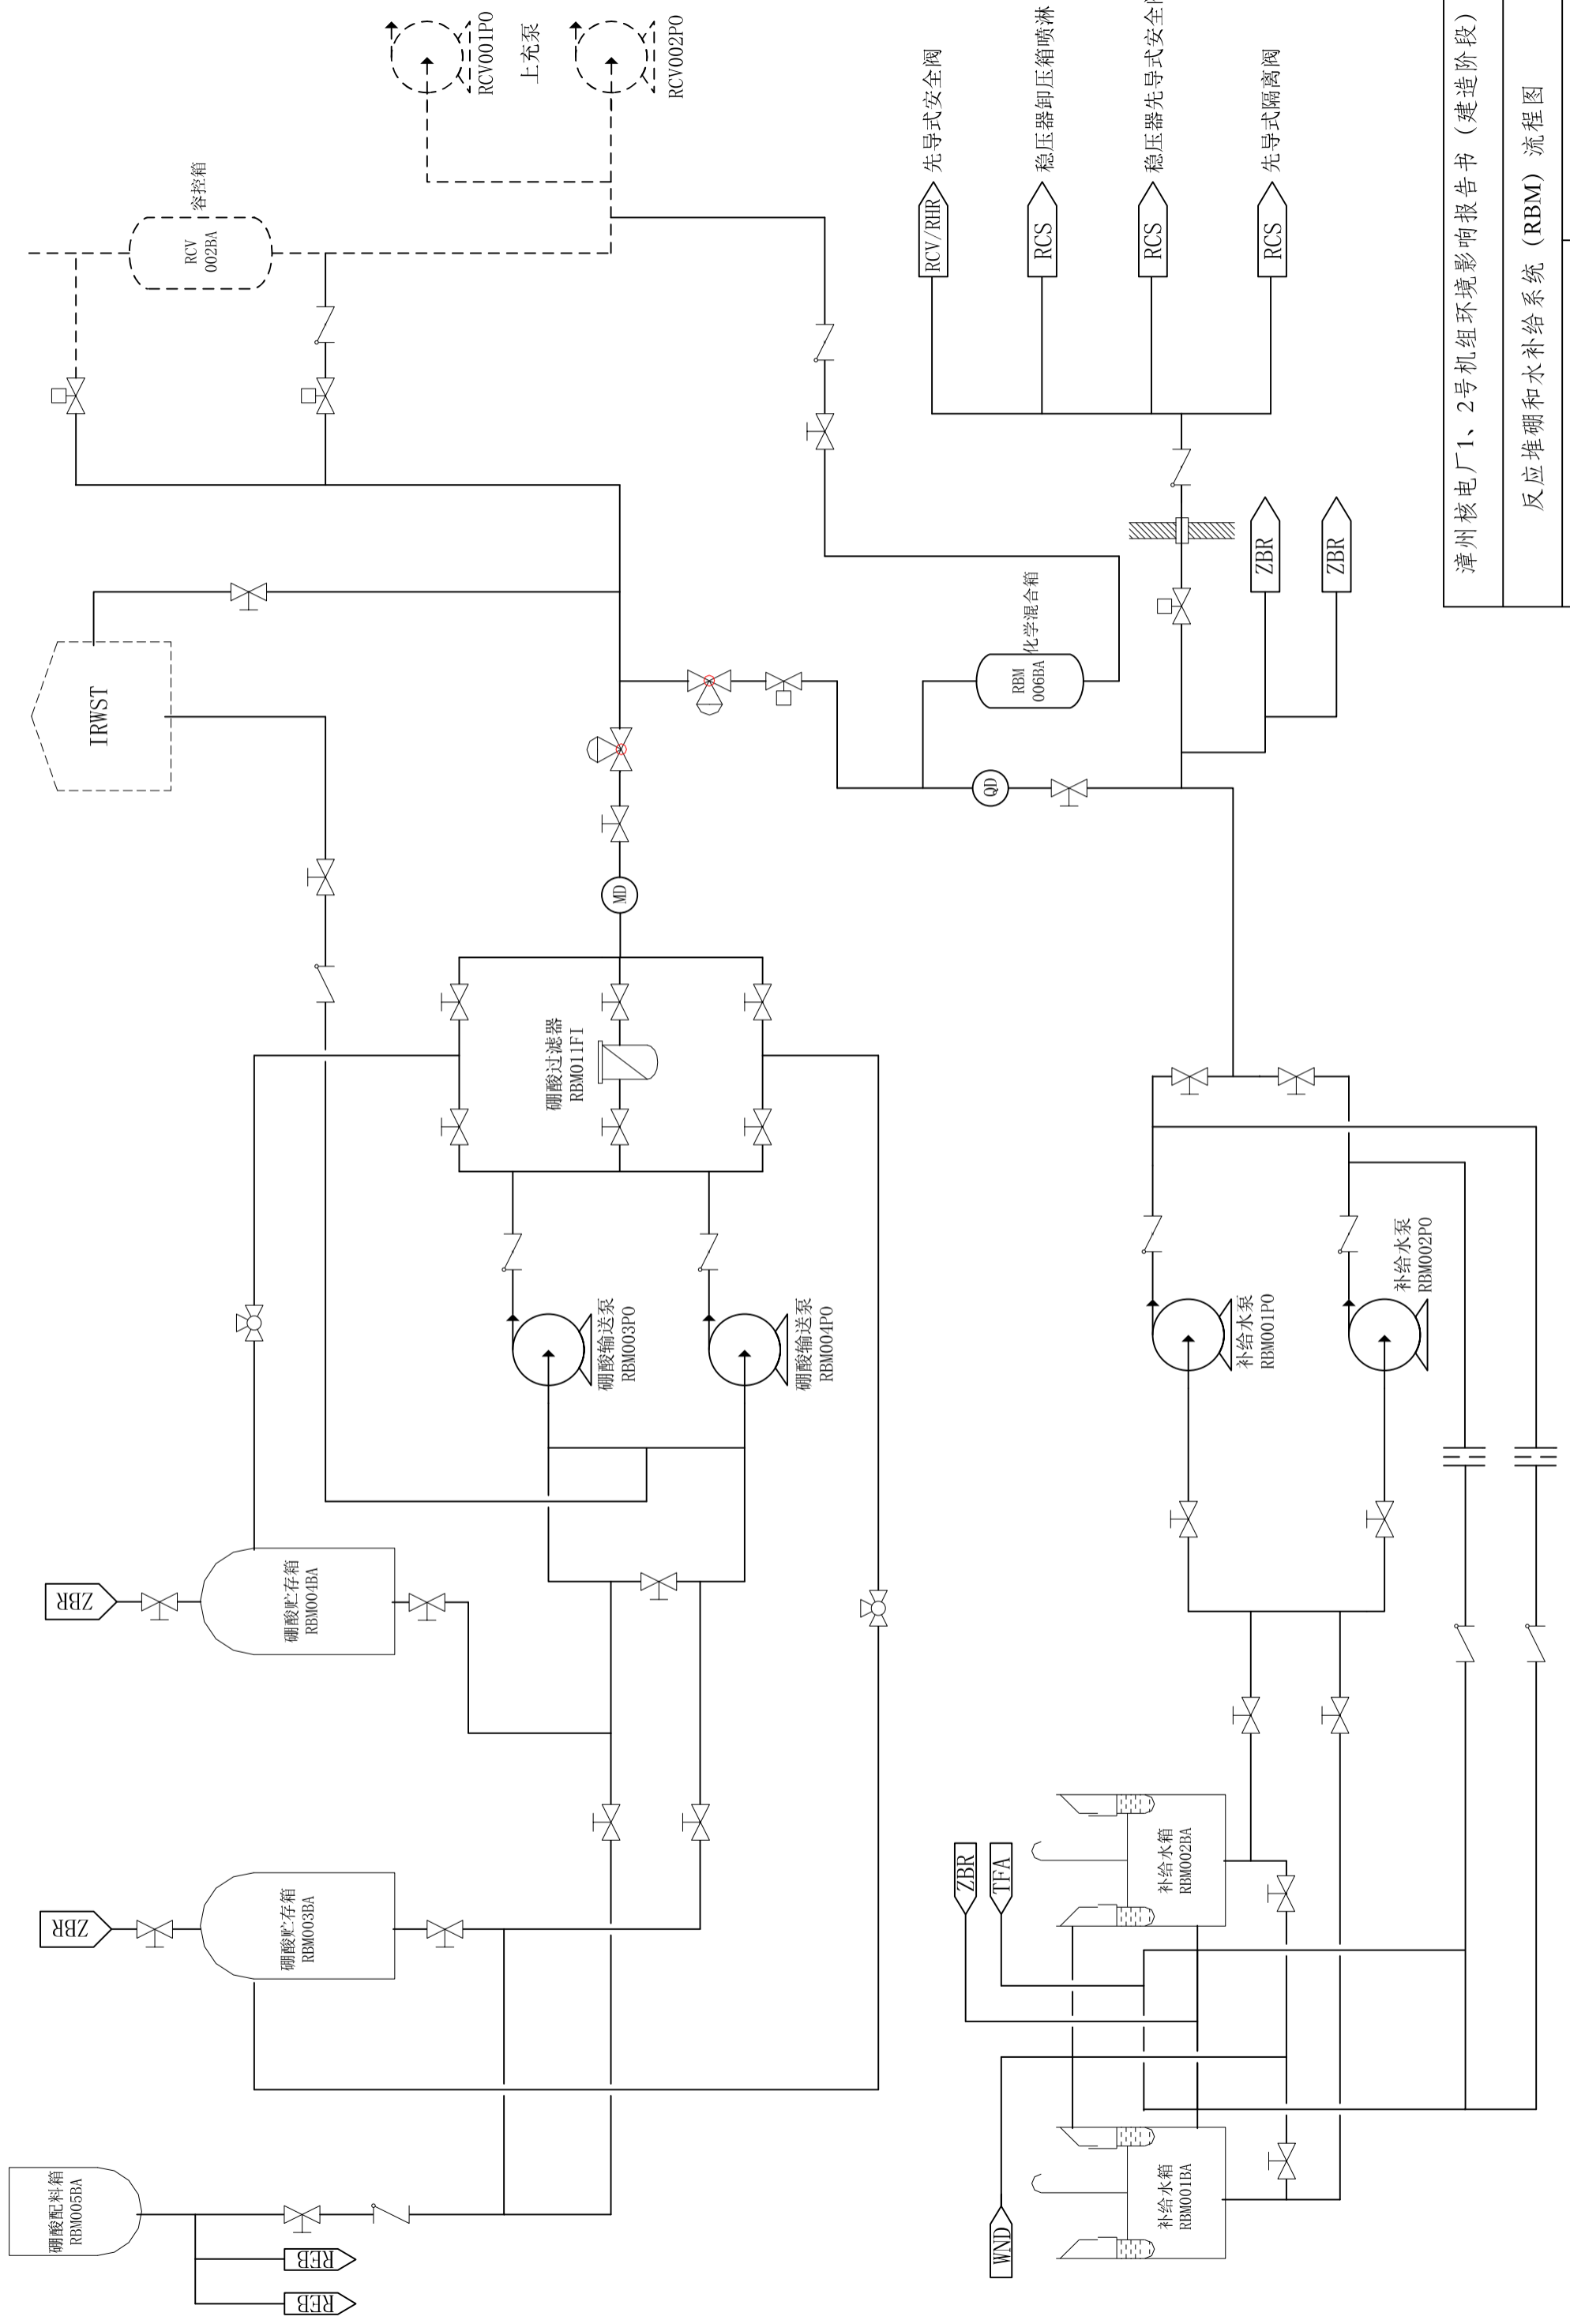 RCV001PO
上充泵
RCV002PO
容控箱
RCV
002BA
IRWST
先导式安全阀
RCV/RHR
稳压器卸压箱喷淋
RCS
稳压器先导式安全
RCS
先导式隔离阀
RCS
ZBR
ZBR
化学混合箱
RBM
006BA
QD
MD
硼酸过滤器
RBM011FI
硼酸输送泵
RBM003PO
硼酸输送泵
RBM004PO
补给水泵
RBM001PO
补给水泵
RBM002PO
ZBR
硼酸贮存箱
RBM004BA
ZBR
硼酸贮存箱
RBM003BA
硼酸配料箱
RBM005BA
REB
REB
ZBR
TFA
补给水箱
RBM002BA
补给水箱
RBM001BA
WND
漳州核电厂1、2号机组环境影响报告书（建造阶段）
反应堆硼和水补给系统（RBM）流程图